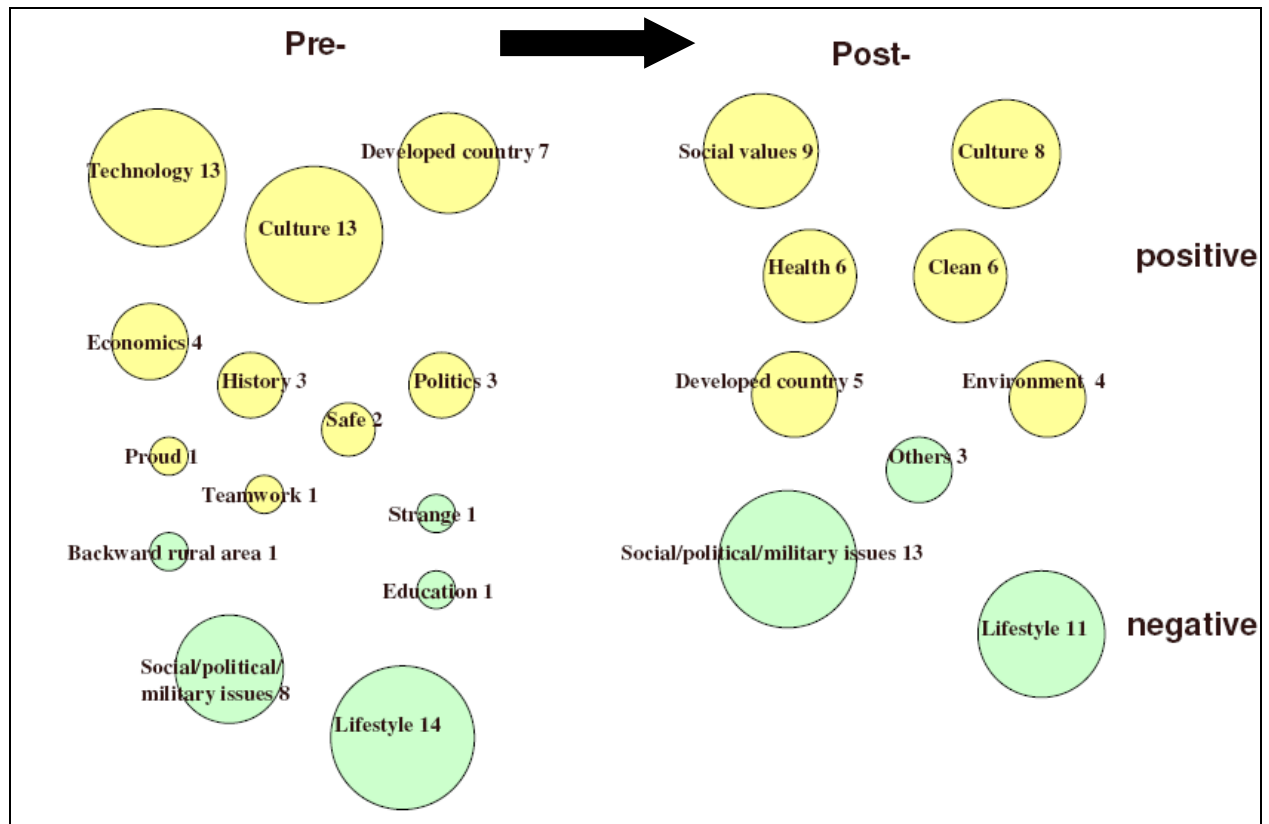 Pre-
Post-
Technology 13
Developed country 7
Culture 13
Economics 4
History 3
Politics 3
Safe 2
Proud 1
Teamwork 1
Strange 1
Backward rural area 1
Education 1
Social/political/
military issues 8
Lifestyle 14
Social values 9
Culture 8
positive
Health 6
Clean 6
Developed country 5
Environment 4
Others 3
Social/political/military issues 13
Lifestyle 11
negative